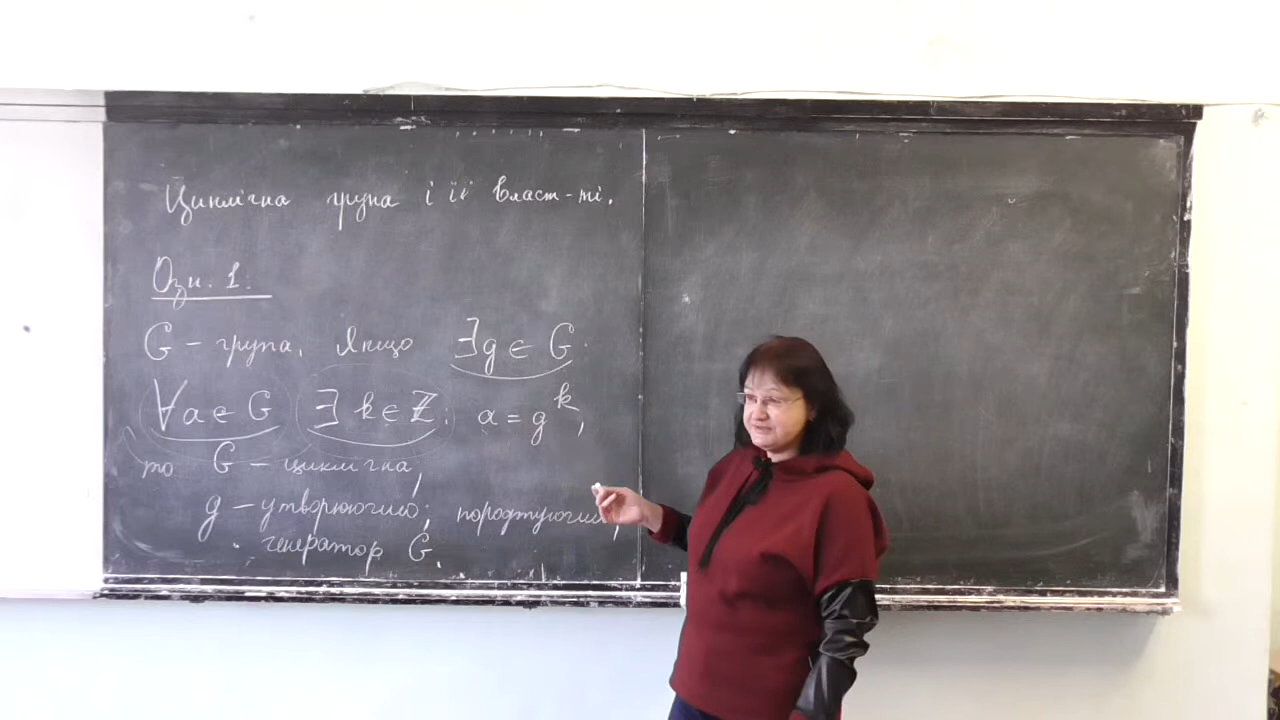 Циклічна група і її власт-ті.
Озн. 1:
G – група. Якщо ∃g ∈ G:
∀a ∈ G ∃ k ∈ ℤ: a = g^k,
то G – циклічна,
g – утворюючий; породжуючий,
генератор G.